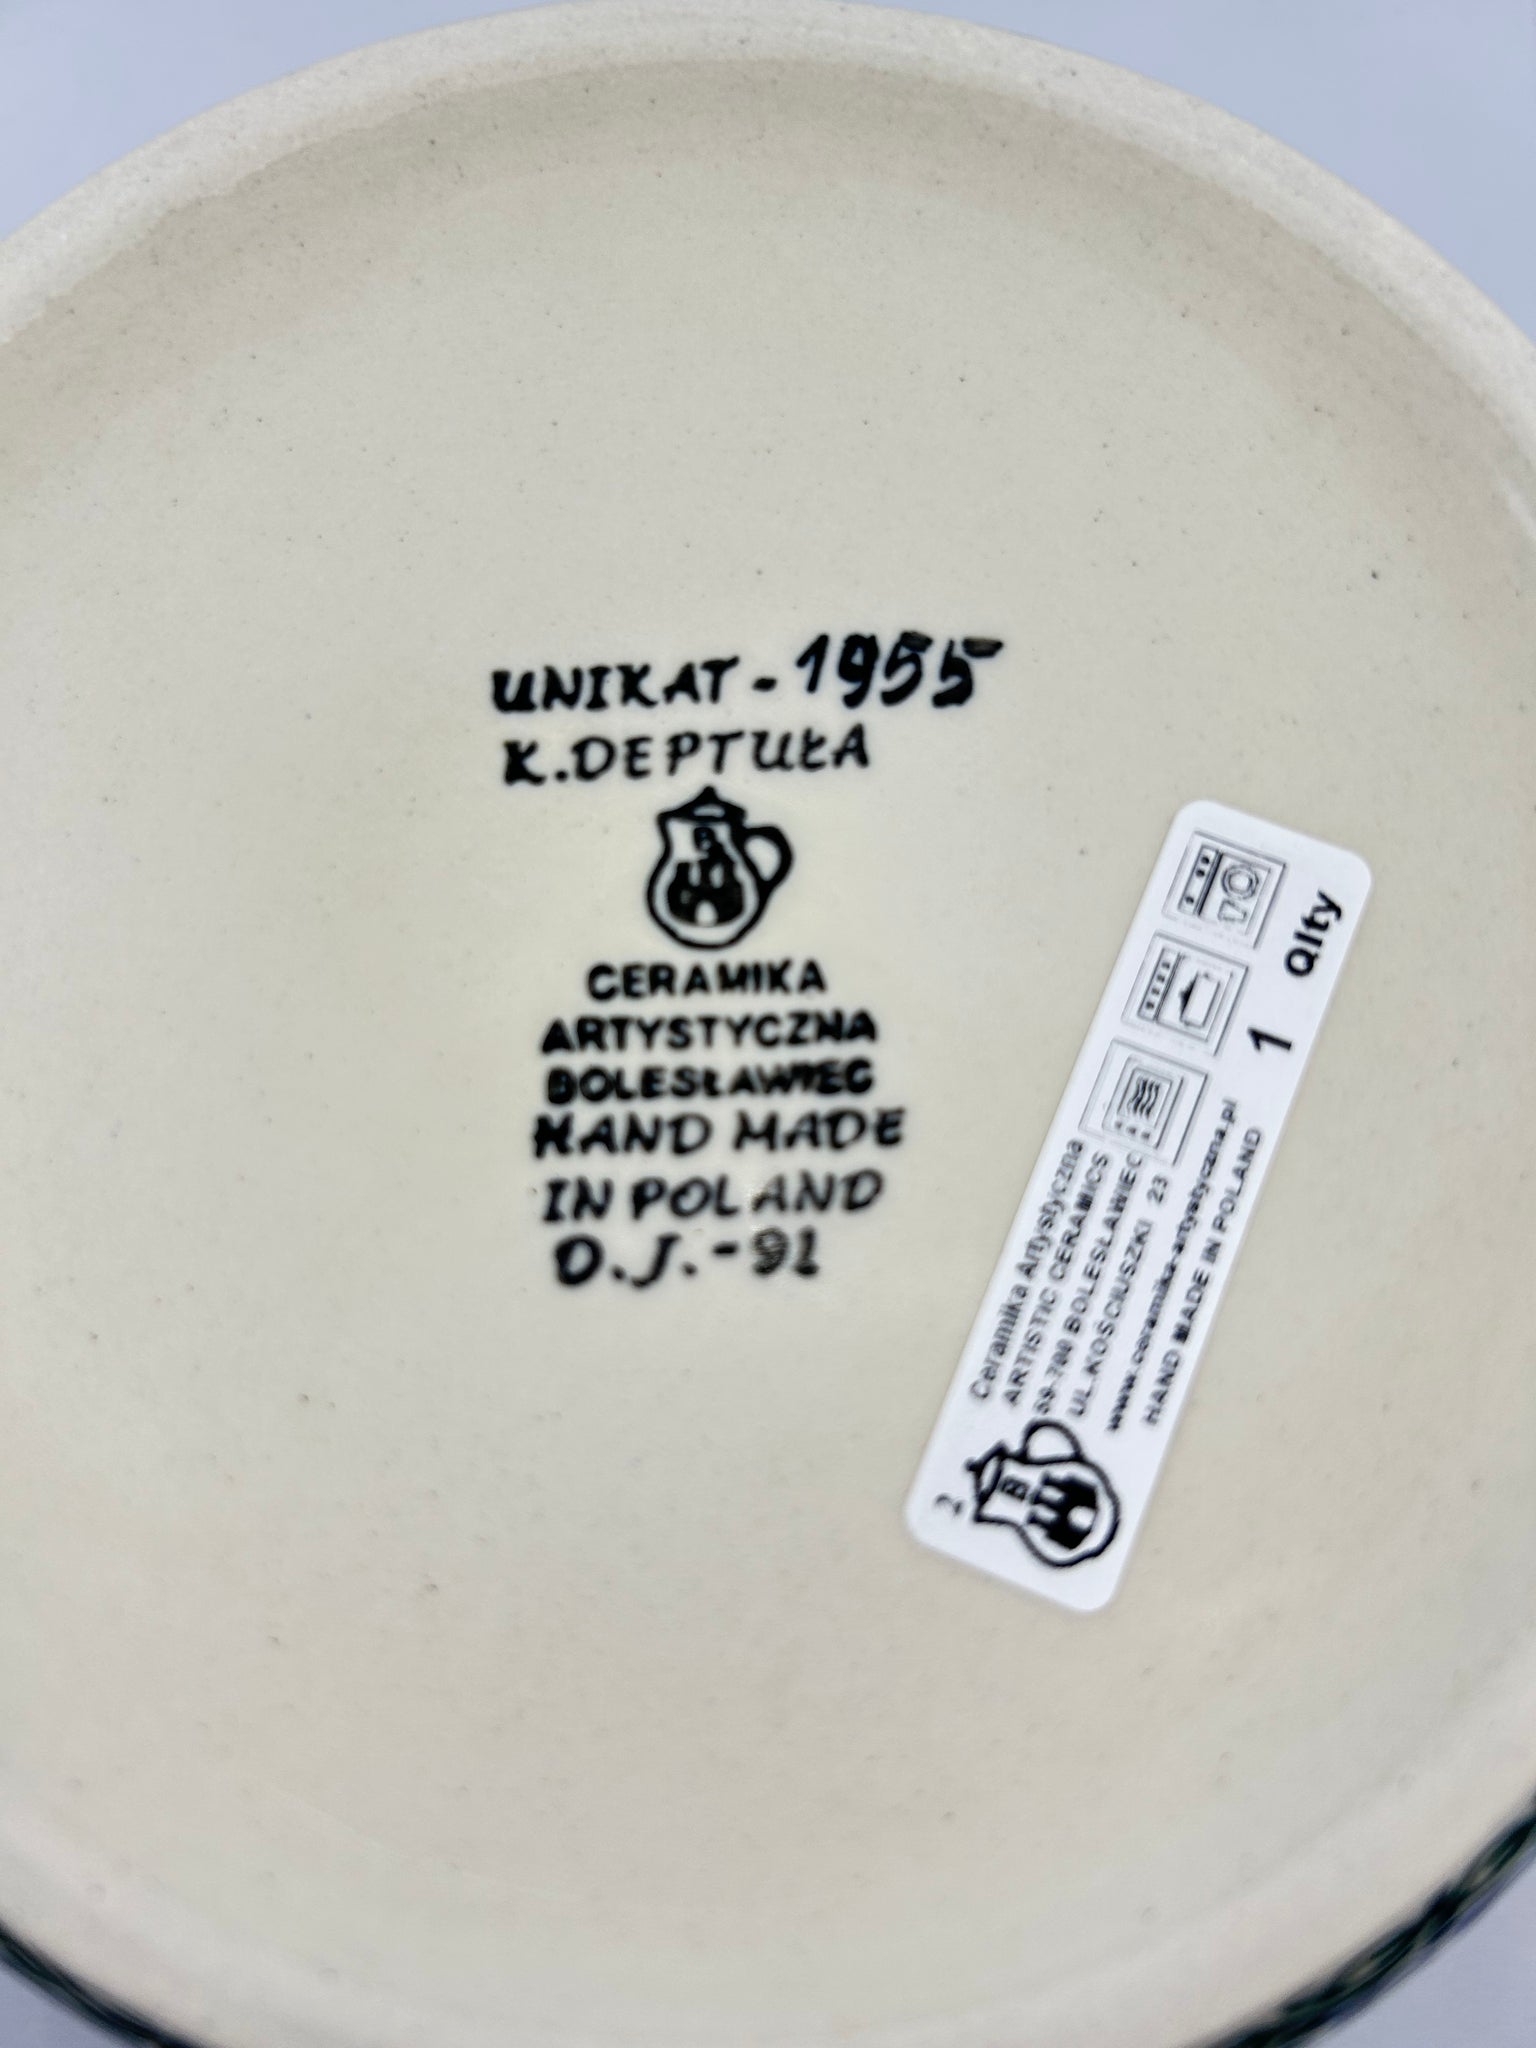 UNIKAT - 1955
K.DEPTUŁA
B
CERAMIKA
ARTYSTYCZNA
BOLESŁAWIEC
HAND MADE
IN POLAND
D.J.-91
2
B
Ceramika Artystyczna
ARTISTIC CERAMICS
59-700 BOLESŁAWIEC
UL.KOŚCIUSZKI 23
www.ceramika-artystyczna.pl
HAND MADE IN POLAND
1 Qlty